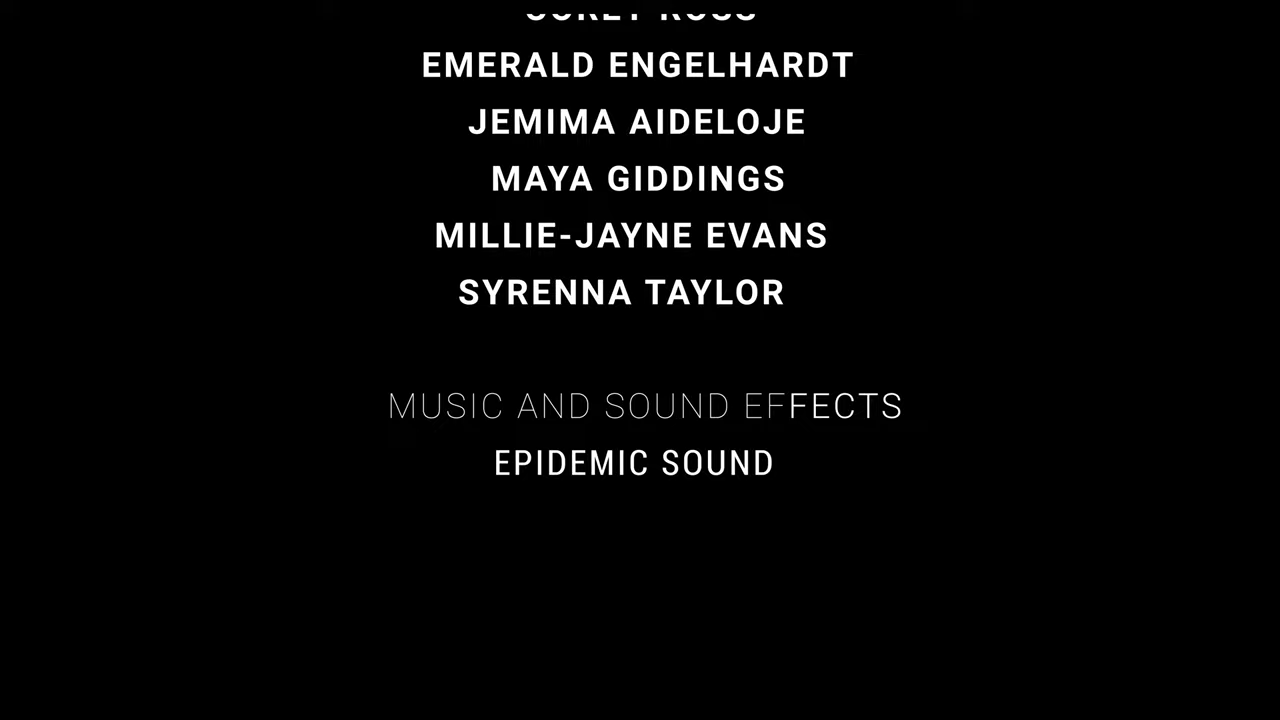 EMERALD ENGELHARDT
JEMIMA AIDELOJE
MAYA GIDDINGS
MILLIE-JAYNE EVANS
SYRENNA TAYLOR
MUSIC AND SOUND EFFECTS
EPIDEMIC SOUND